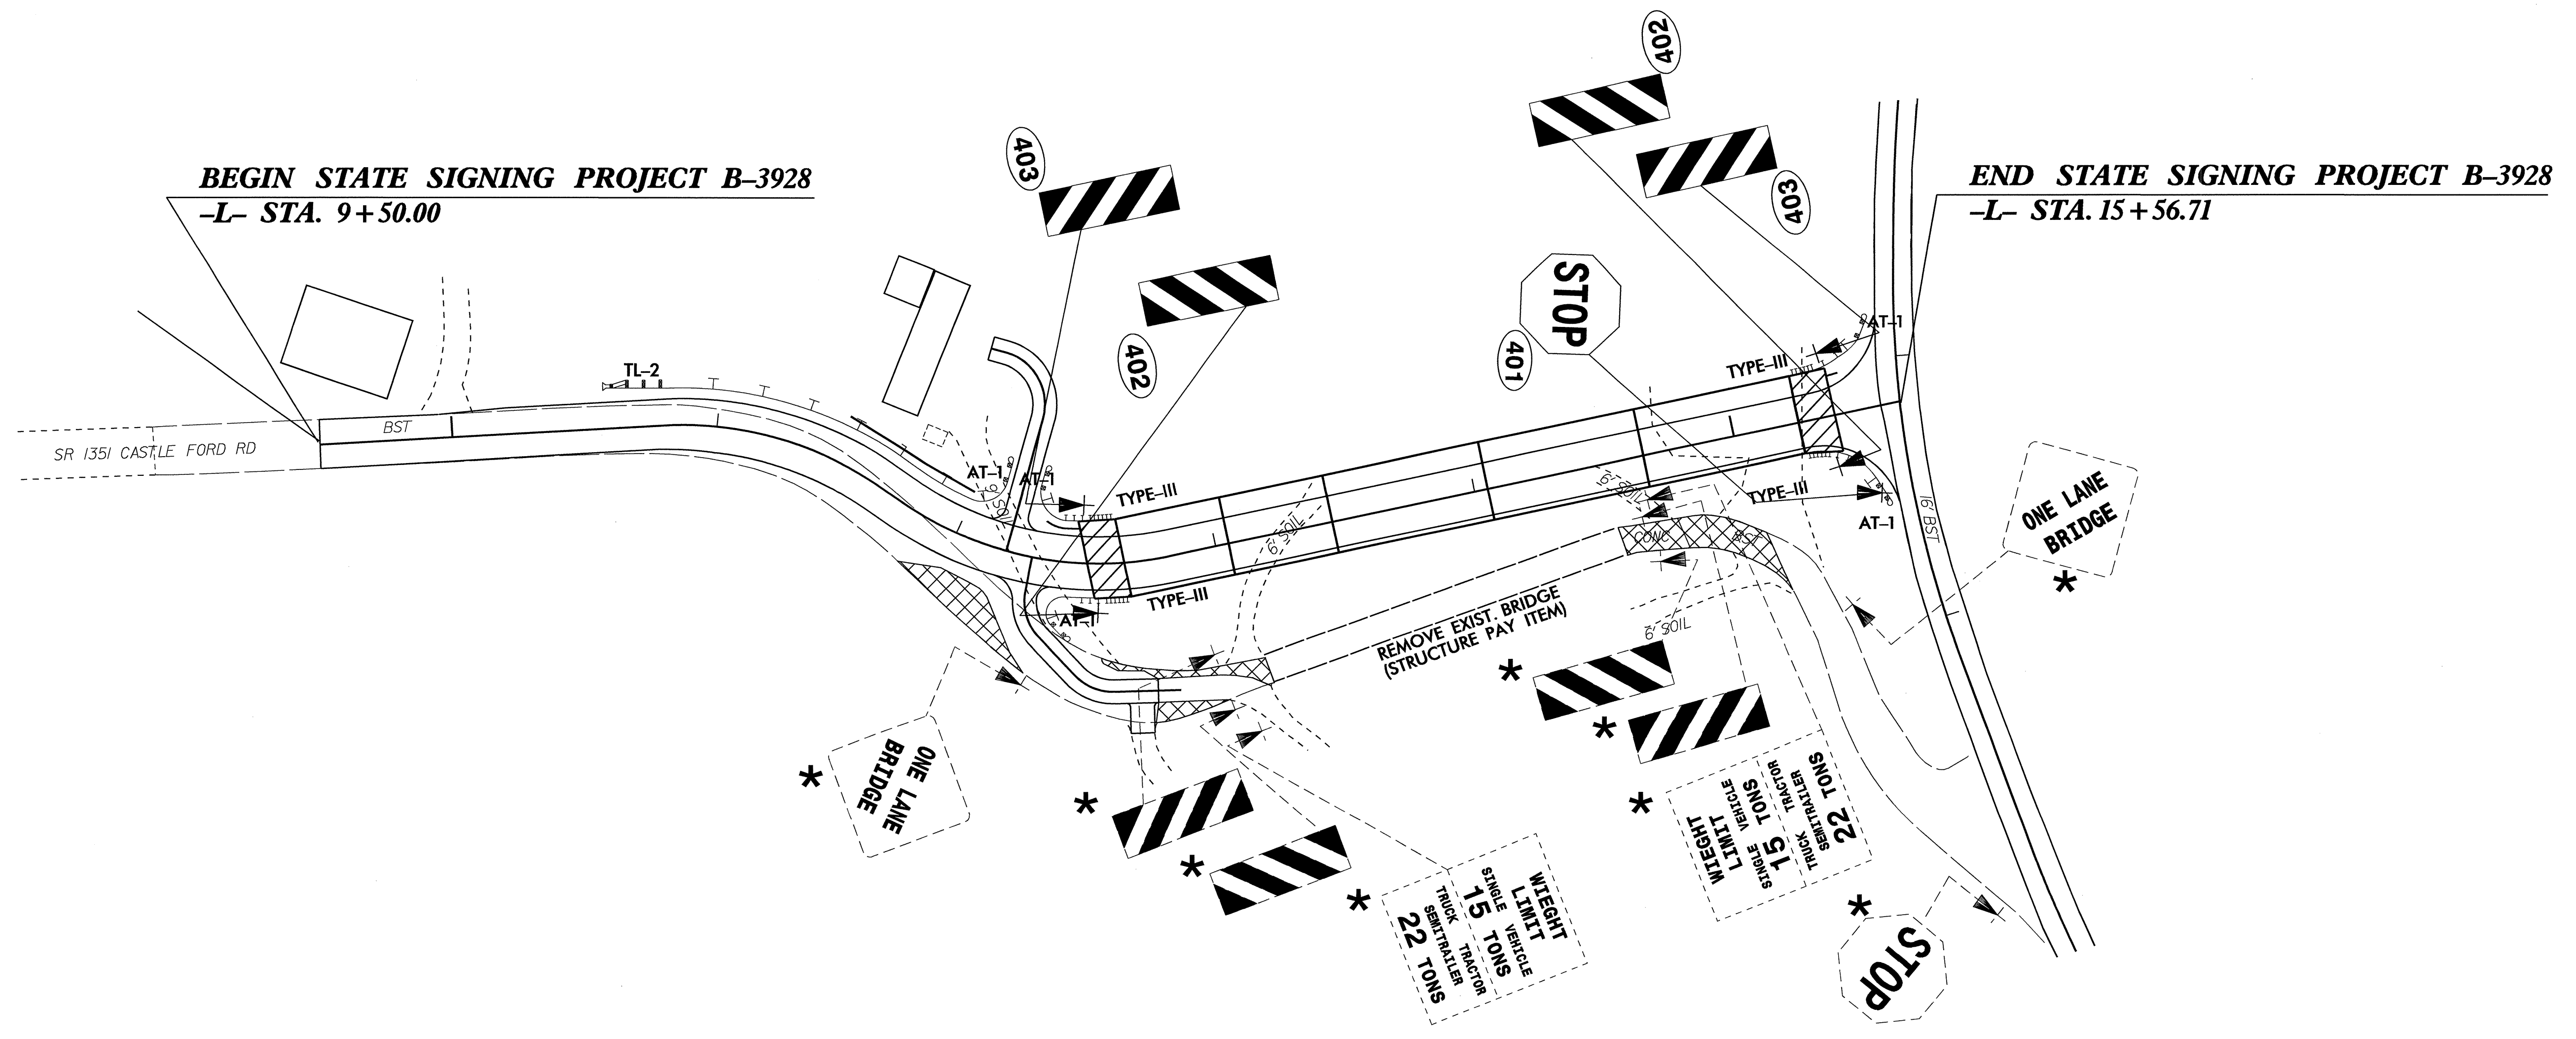 BEGIN STATE SIGNING PROJECT B–3928
–L– STA. 9+50.00
END STATE SIGNING PROJECT B–3928
–L– STA. 15+56.71
402
403
403
402
STOP
401
TL–2
BST
SR 1351 CASTLE FORD RD
AT–1
AT–1
AT–1
AT–1
AT–1
TYPE–III
TYPE–III
TYPE–III
TYPE–III
6' SOIL
6' SOIL
6' SOIL
6' SOIL
CONC
BST
16' BST
REMOVE EXIST. BRIDGE
(STRUCTURE PAY ITEM)
ONE LANE
BRIDGE
*
ONE LANE
BRIDGE
*
*
*
*
*
*
WIEGHT
LIMIT
SINGLE VEHICLE
15 TONS
TRUCK TRACTOR
SEMITRAILER
22 TONS
*
WIEGHT
LIMIT
SINGLE VEHICLE
15 TONS
TRUCK TRACTOR
SEMITRAILER
22 TONS
*
STOP